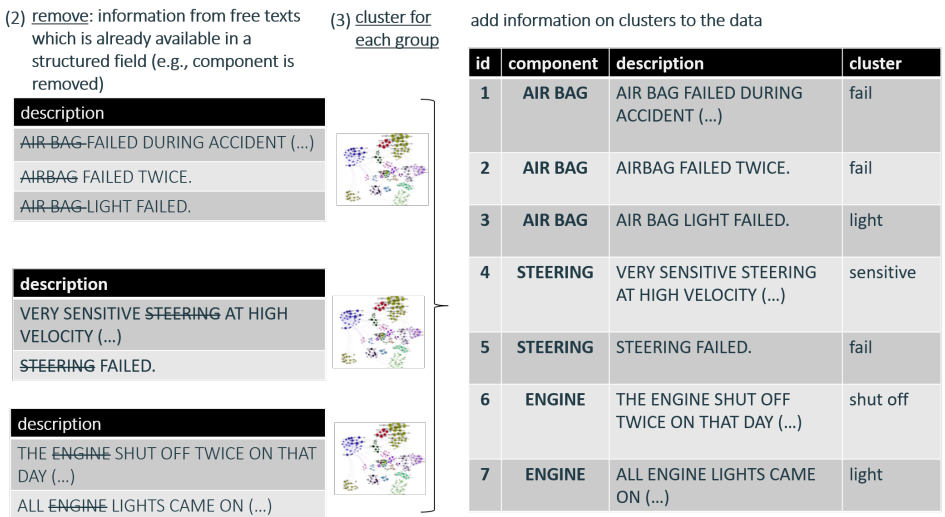 (2) remove: information from free texts
which is already available in a
structured field (e.g., component is
removed)
description
AIR BAG FAILED DURING ACCIDENT (...)
AIRBAG FAILED TWICE.
AIR BAG LIGHT FAILED.
description
VERY SENSITIVE STEERING AT HIGH
VELOCITY (...)
STEERING FAILED.
description
THE ENGINE SHUT OFF TWICE ON THAT
DAY (...)
ALL ENGINE LIGHTS CAME ON (...)
(3) cluster for
each group
add information on clusters to the data
id component description cluster
1 AIR BAG AIR BAG FAILED DURING fail
ACCIDENT (...)
2 AIR BAG AIRBAG FAILED TWICE. fail
3 AIR BAG AIR BAG LIGHT FAILED. light
4 STEERING VERY SENSITIVE STEERING sensitive
AT HIGH VELOCITY (...)
5 STEERING STEERING FAILED. fail
6 ENGINE THE ENGINE SHUT OFF shut off
TWICE ON THAT DAY (...)
7 ENGINE ALL ENGINE LIGHTS CAME light
ON (...)